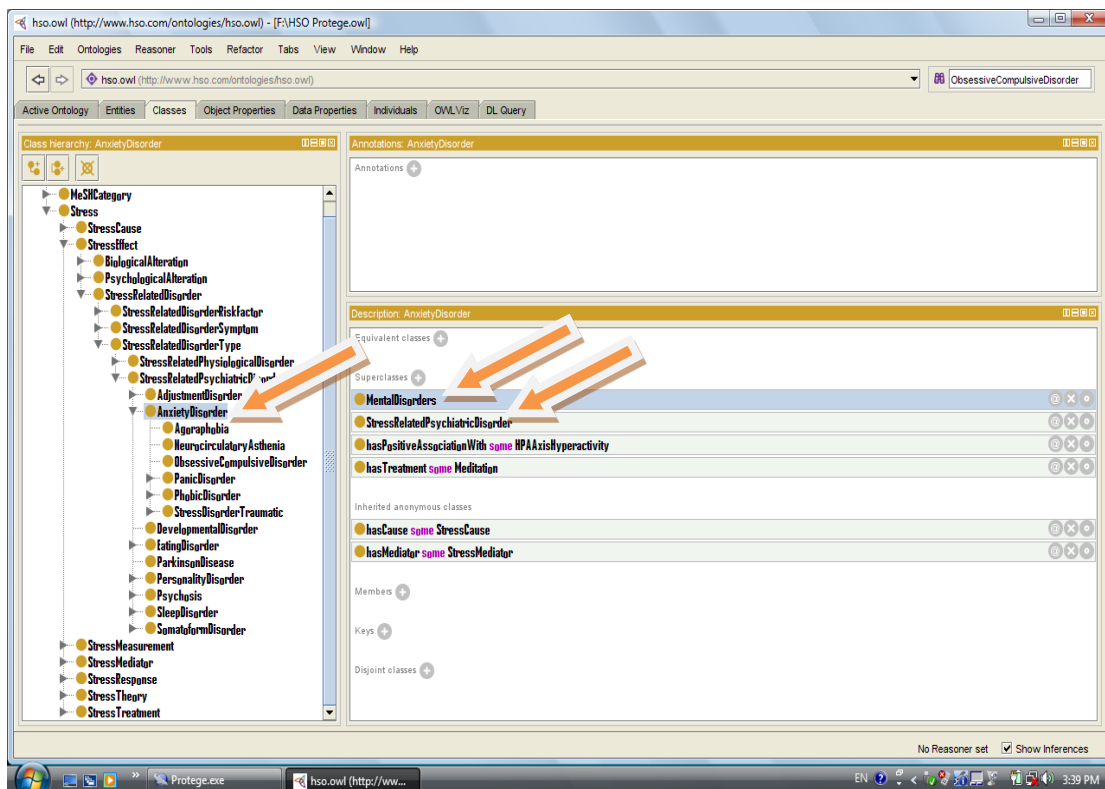 hso.owl (http://www.hso.com/ontologies/hso.owl) - [F:\HSO Protege.owl]
File Edit Ontologies Reasoner Tools Refactor Tabs View Window Help
hso.owl (http://www.hso.com/ontologies/hso.owl) ObsessiveCompulsiveDisorder
Active Ontology Entities Classes Object Properties Data Properties Individuals OWLViz DL Query
Class hierarchy: AnxietyDisorder
MeSHCategory
Stress
StressCause
StressEffect
BiologicalAlteration
PsychologicalAlteration
StressRelatedDisorder
StressRelatedDisorderRiskFactor
StressRelatedDisorderSymptom
StressRelatedDisorderType
StressRelatedPhysiologicalDisorder
AdjustmentDisorder
AnxietyDisorder
Agoraphobia
NeurocirculatoryAsthenia
ObsessiveCompulsiveDisorder
PanicDisorder
PhobicDisorder
StressDisorderTraumatic
DevelopmentalDisorder
EatingDisorder
ParkinsonDisease
PersonalityDisorder
Psychosis
SleepDisorder
SomatoformDisorder
StressMeasurement
StressMediator
StressResponse
StressTheory
StressTreatment
Annotations: AnxietyDisorder
Annotations
Description: AnxietyDisorder
Equivalent classes
Superclasses
MentalDisorders
StressRelatedPsychiatricDisorder
hasPositiveAssociationWith some HPAAxisHyperactivity
hasTreatment some Meditation
Inherited anonymous classes
hasCause some StressCause
hasMediator some StressMediator
Members
Keys
Disjoint classes
No Reasoner set Show Inferences
Protege.exe hso.owl (http://ww... EN 3:39 PM